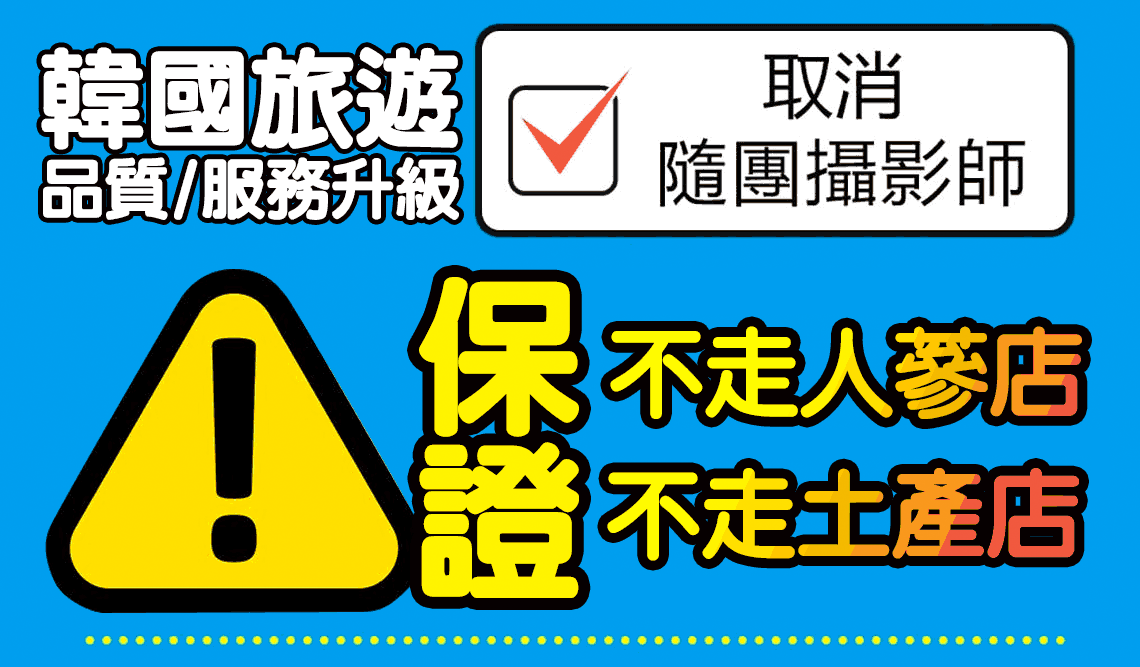 韓國旅遊
品質/服務升級
取消
隨團攝影師
保證
不走人蔘店
不走土產店